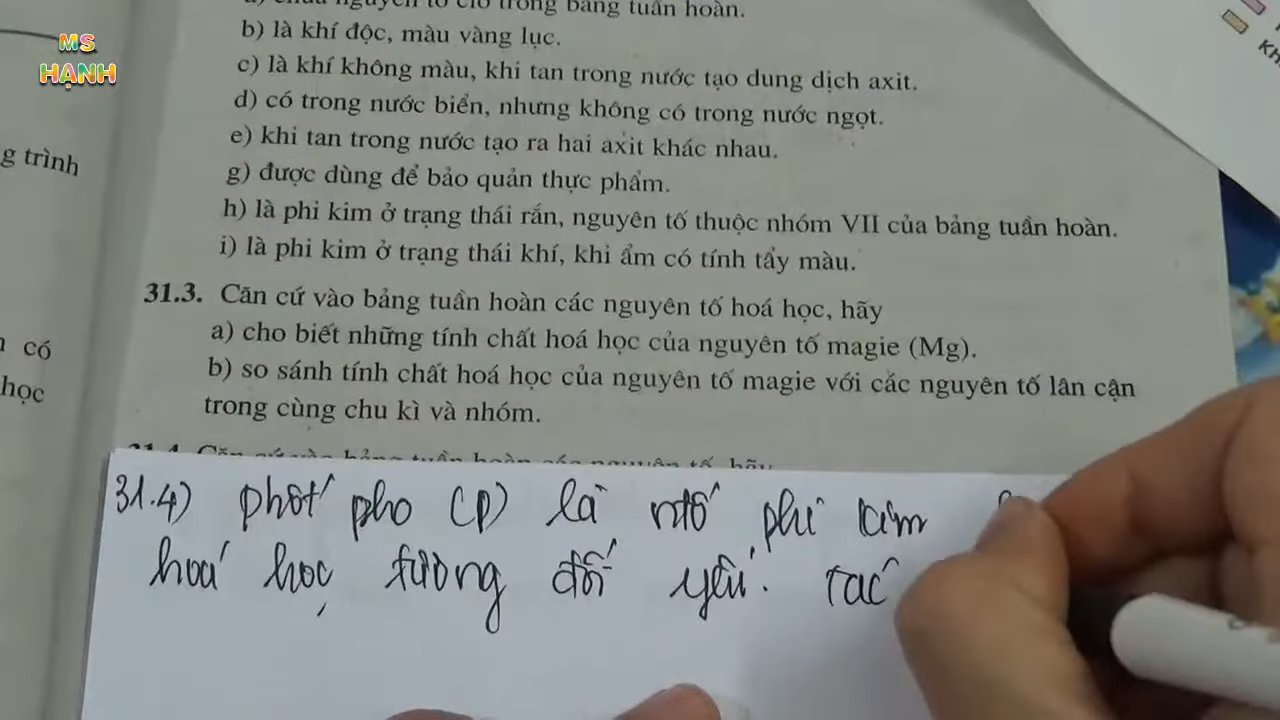 MS.
HẠNH
trong bảng tuần hoàn.
b) là khí độc, màu vàng lục.
c) là khí không màu, khi tan trong nước tạo dung dịch axit.
d) có trong nước biển, nhưng không có trong nước ngọt.
e) khi tan trong nước tạo ra hai axit khác nhau.
g trình
g) được dùng để bảo quản thực phẩm.
h) là phi kim ở trạng thái rắn, nguyên tố thuộc nhóm VII của bảng tuần hoàn.
i) là phi kim ở trạng thái khí, khi ẩm có tính tẩy màu.
31.3. Căn cứ vào bảng tuần hoàn các nguyên tố hoá học, hãy
a) cho biết những tính chất hoá học của nguyên tố magie (Mg).
có
b) so sánh tính chất hoá học của nguyên tố magie với các nguyên tố lân cận
học
trong cùng chu kì và nhóm.
31.4) phốt pho (P) là ntố phi kim
hoá học tương đối yếu. Tác